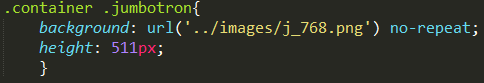 .container .jumbotron{
    background: url('../images/j_768.png') no-repeat;
    height: 511px;
    }